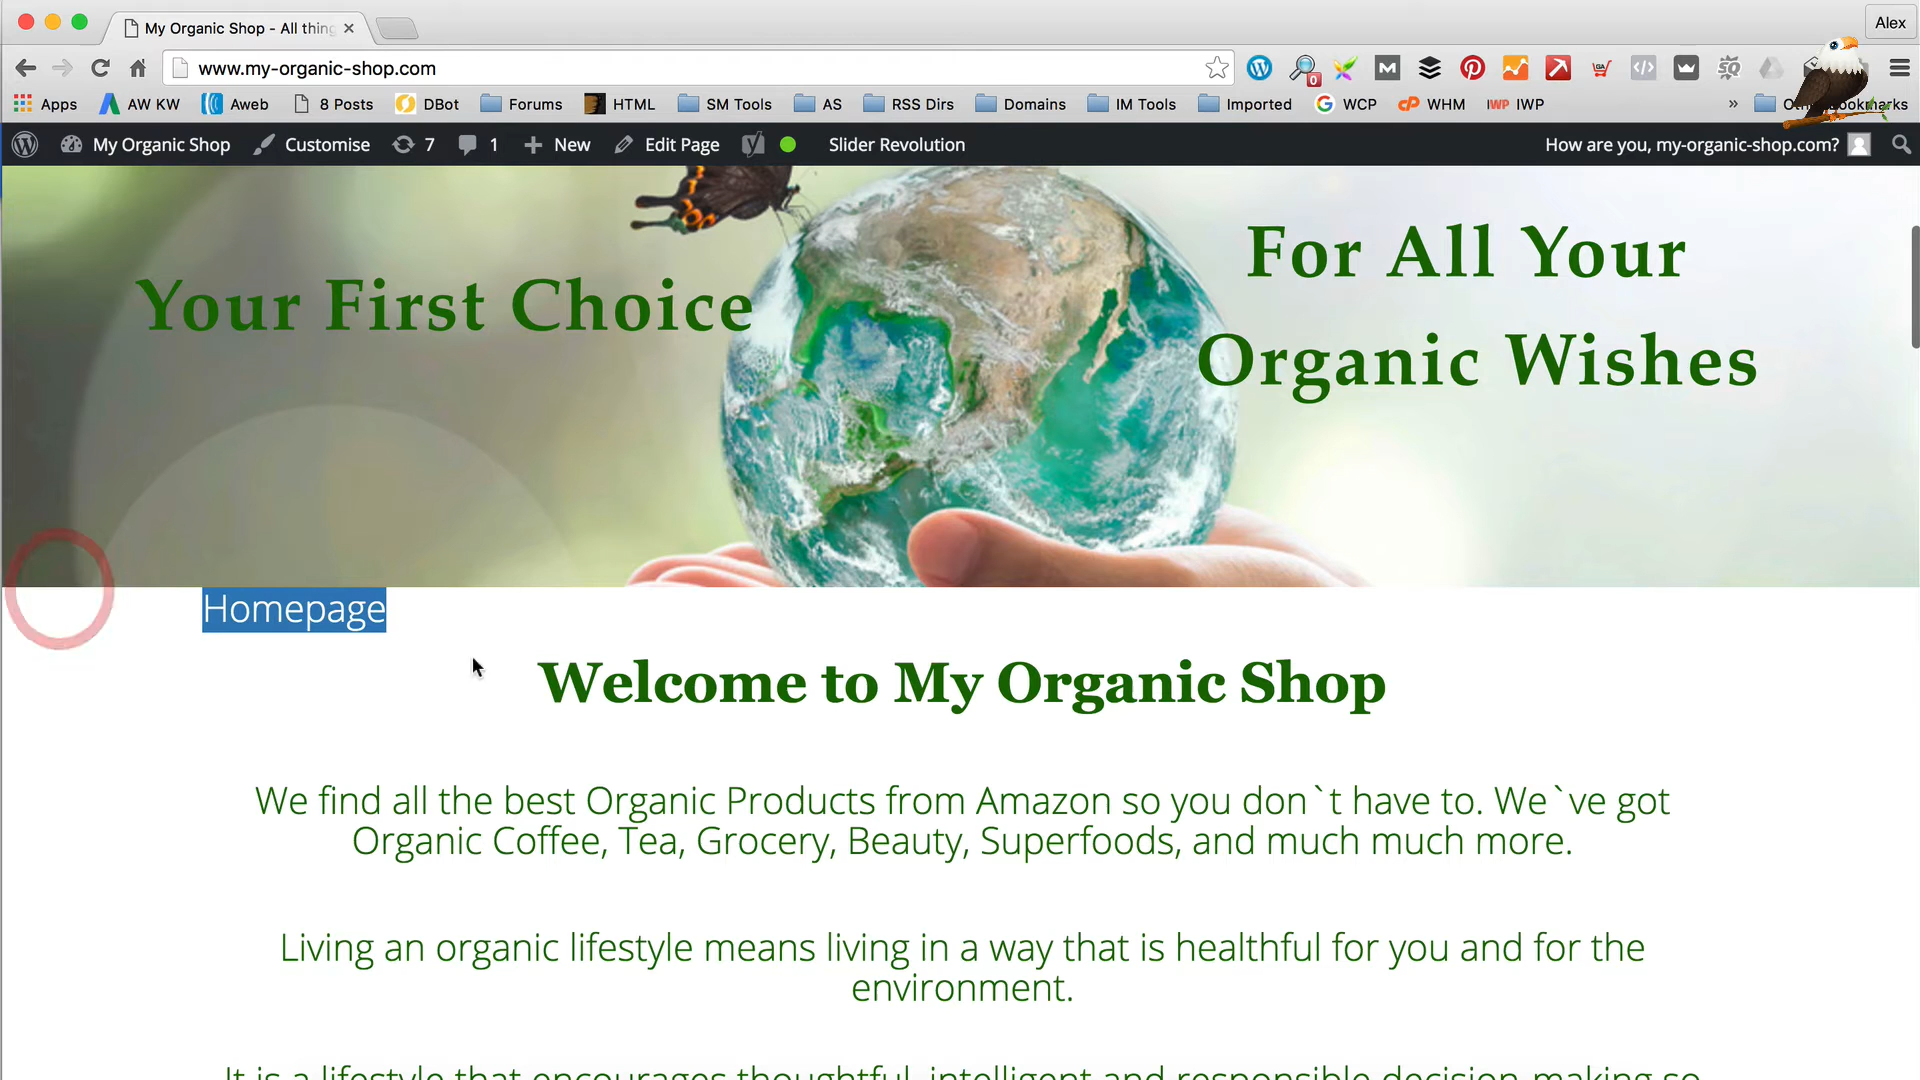 My Organic Shop - All thing
Alex
www.my-organic-shop.com
0
Apps AW KW Aweb 8 Posts DBot Forums HTML SM Tools AS RSS Dirs Domains IM Tools Imported WCP WHM IWP IWP » Bookmarks
My Organic Shop Customise 7 1 New Edit Page Slider Revolution How are you, my-organic-shop.com?
Your First Choice
For All Your
Organic Wishes
Homepage
Welcome to My Organic Shop
We find all the best Organic Products from Amazon so you don`t have to. We`ve got
Organic Coffee, Tea, Grocery, Beauty, Superfoods, and much much more.
Living an organic lifestyle means living in a way that is healthful for you and for the
environment.
It is a lifestyle that encourages thoughtful, intelligent and responsible decision-making so